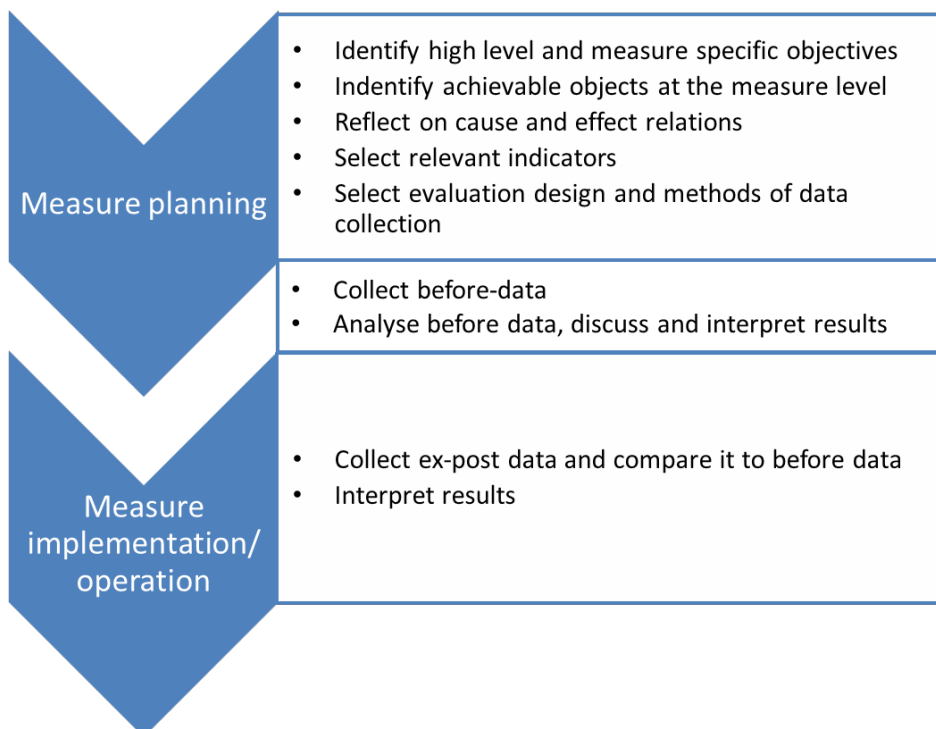 Measure planning
• Identify high level and measure specific objectives
• Indentify achievable objects at the measure level
• Reflect on cause and effect relations
• Select relevant indicators
• Select evaluation design and methods of data
collection
• Collect before-data
• Analyse before data, discuss and interpret results
Measure
implementation/
operation
• Collect ex-post data and compare it to before data
• Interpret results